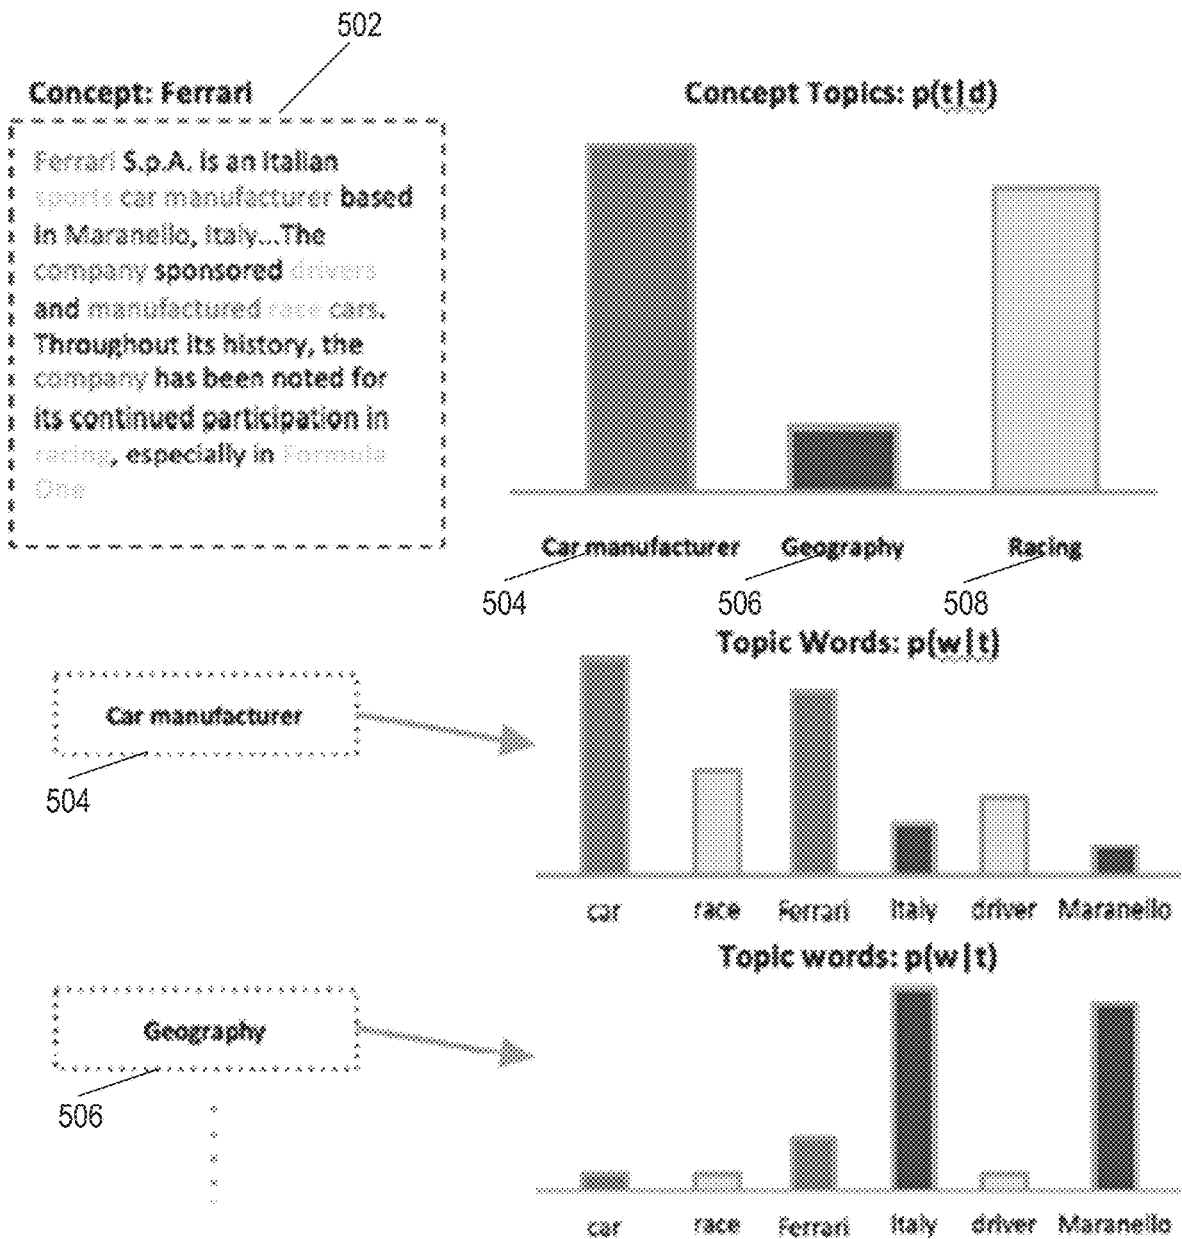 502
Concept: Ferrari
Ferrari S.p.A. is an Italian
sports car manufacturer based
in Maranello, Italy...The
company sponsored drivers
and manufactured race cars.
Throughout its history, the
company has been noted for
its continued participation in
racing, especially in Formula
One
Concept Topics: p(t|d)
Car manufacturer Geography Racing
504 506 508
Topic Words: p(w|t)
Car manufacturer
504
car race Ferrari Italy driver Maranello
Topic words: p(w|t)
Geography
506
car race Ferrari Italy driver Maranello